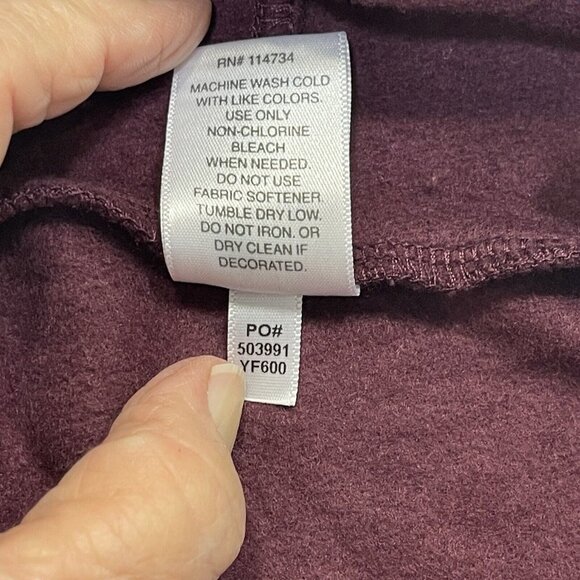 RN# 114734
MACHINE WASH COLD
WITH LIKE COLORS.
USE ONLY
NON-CHLORINE
BLEACH
WHEN NEEDED.
DO NOT USE
FABRIC SOFTENER.
TUMBLE DRY LOW.
DO NOT IRON. OR
DRY CLEAN IF
DECORATED.
PO#
503991
YF600